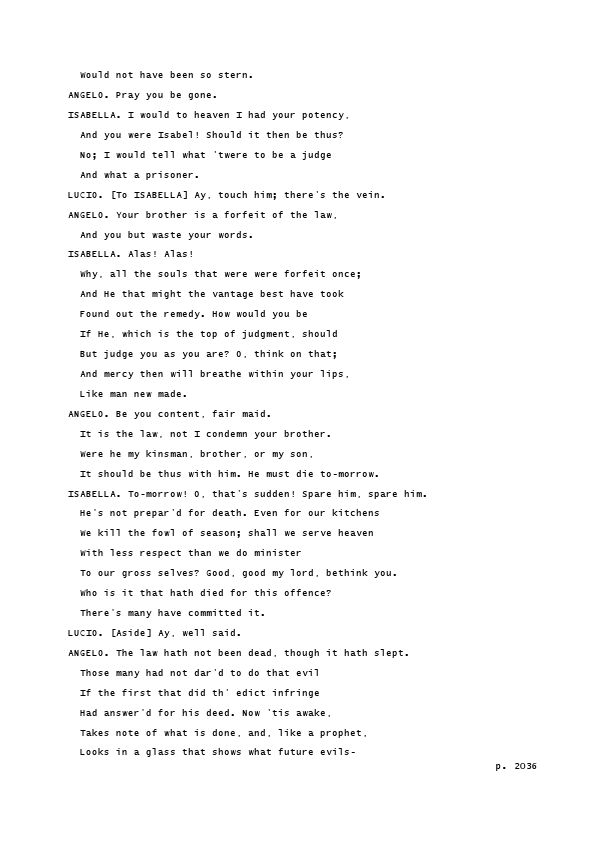 Would not have been so stern.
ANGELO. Pray you be gone.
ISABELLA. I would to heaven I had your potency,
And you were Isabel! Should it then be thus?
No; I would tell what 'twere to be a judge
And what a prisoner.
LUCIO. [To ISABELLA] Ay, touch him; there's the vein.
ANGELO. Your brother is a forfeit of the law,
And you but waste your words.
ISABELLA. Alas! Alas!
Why, all the souls that were were forfeit once;
And He that might the vantage best have took
Found out the remedy. How would you be
If He, which is the top of judgment, should
But judge you as you are? O, think on that;
And mercy then will breathe within your lips,
Like man new made.
ANGELO. Be you content, fair maid.
It is the law, not I condemn your brother.
Were he my kinsman, brother, or my son,
It should be thus with him. He must die to-morrow.
ISABELLA. To-morrow! O, that's sudden! Spare him, spare him.
He's not prepar'd for death. Even for our kitchens
We kill the fowl of season; shall we serve heaven
With less respect than we do minister
To our gross selves? Good, good my lord, bethink you.
Who is it that hath died for this offence?
There's many have committed it.
LUCIO. [Aside] Ay, well said.
ANGELO. The law hath not been dead, though it hath slept.
Those many had not dar'd to do that evil
If the first that did th' edict infringe
Had answer'd for his deed. Now 'tis awake,
Takes note of what is done, and, like a prophet,
Looks in a glass that shows what future evils-
p. 2036